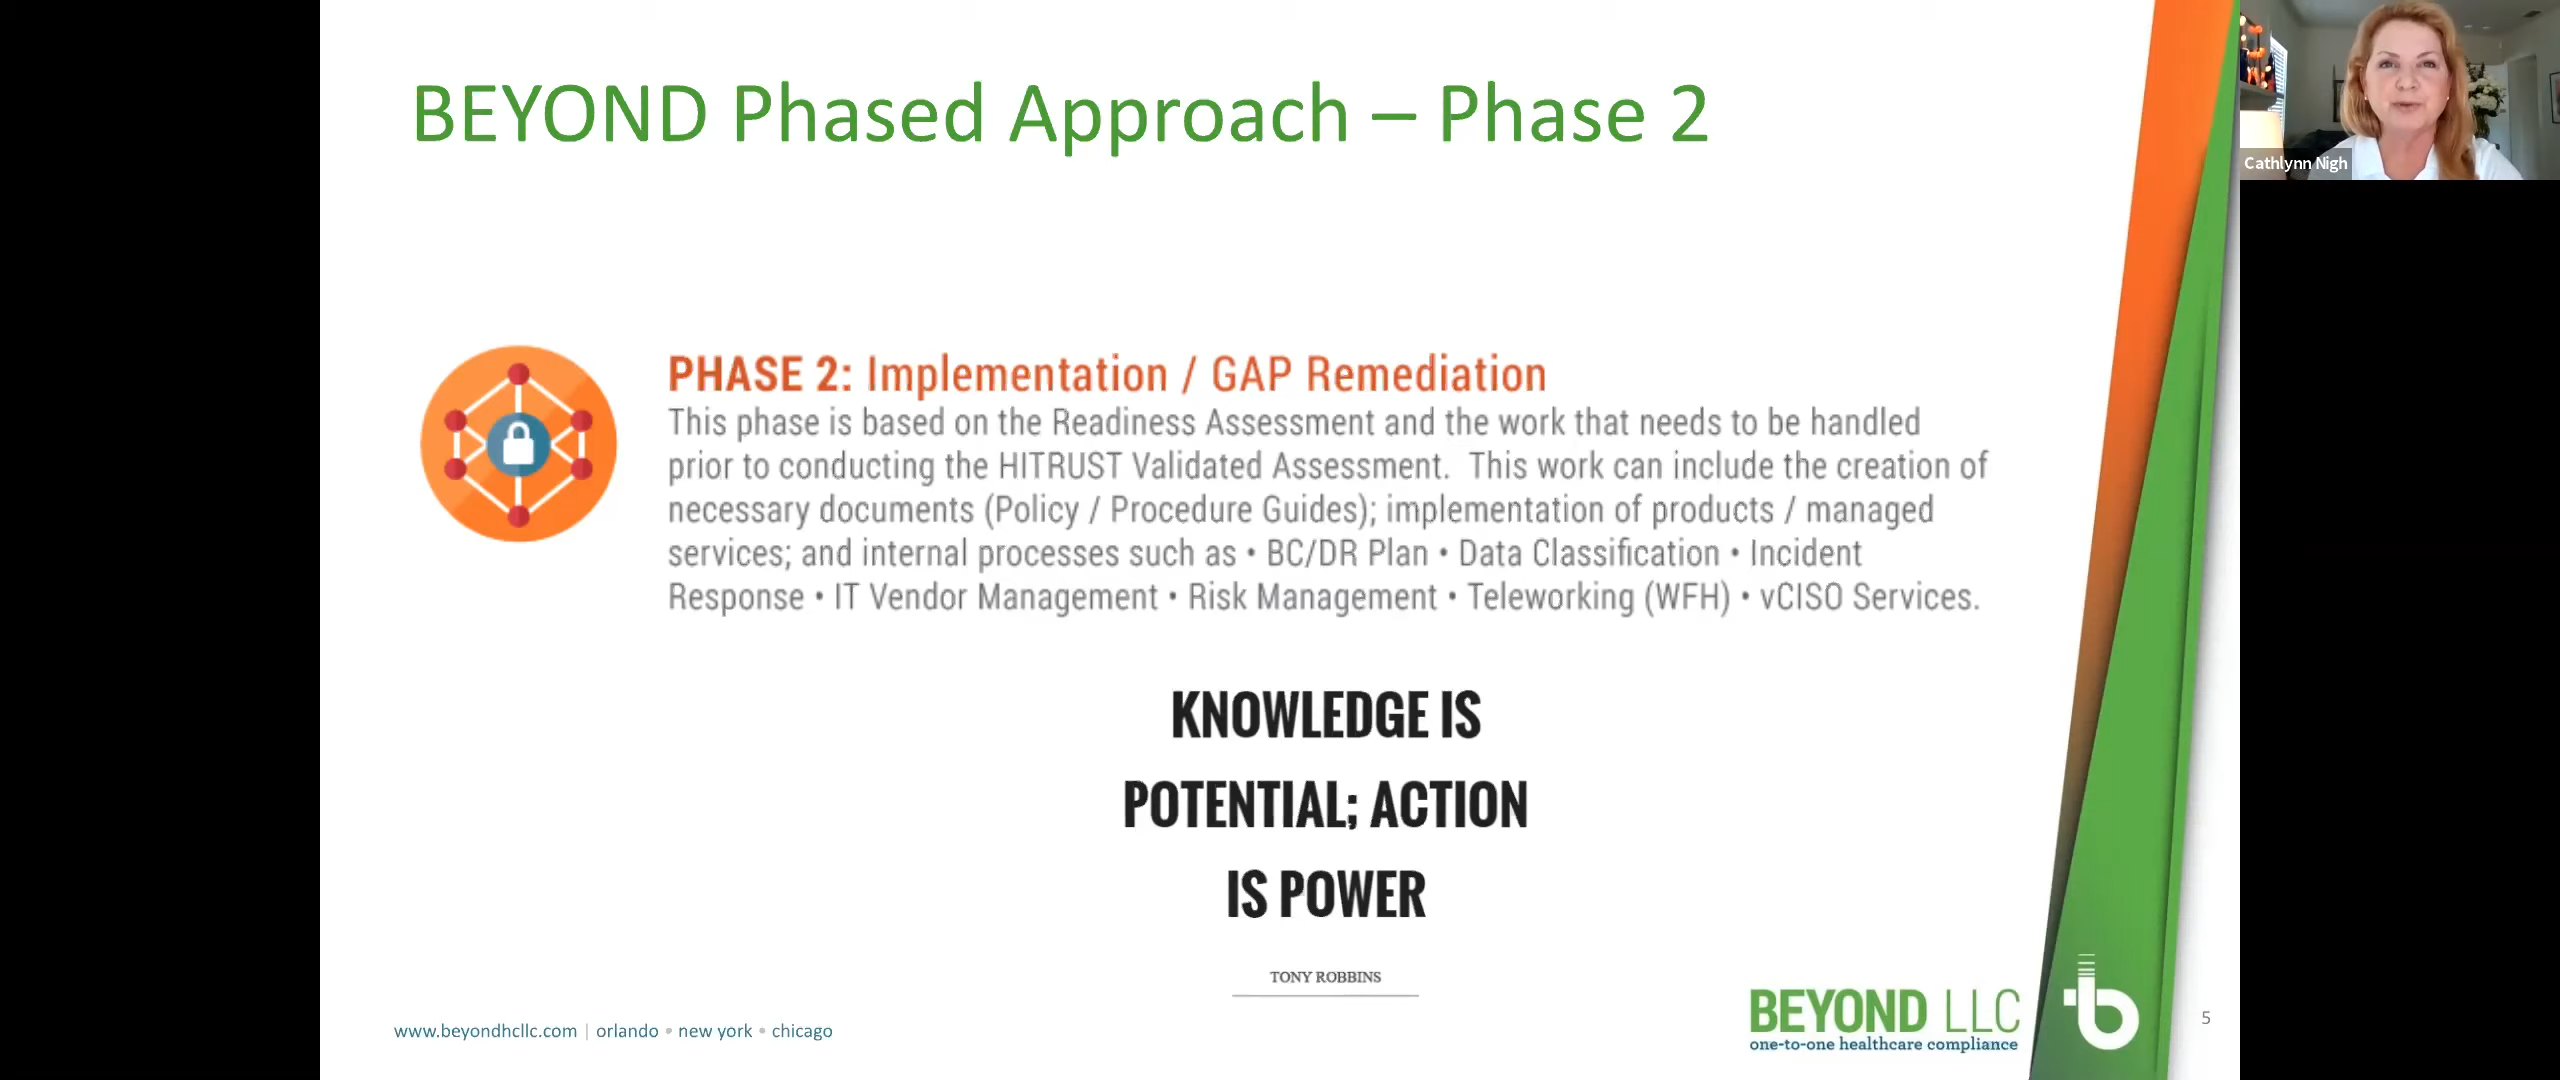 BEYOND Phased Approach – Phase 2
Cathlynn Nigh
PHASE 2: Implementation / GAP Remediation
This phase is based on the Readiness Assessment and the work that needs to be handled
prior to conducting the HITRUST Validated Assessment.  This work can include the creation of
necessary documents (Policy / Procedure Guides); implementation of products / managed
services; and internal processes such as • BC/DR Plan • Data Classification • Incident
Response • IT Vendor Management • Risk Management • Teleworking (WFH) • vCISO Services.
KNOWLEDGE IS
POTENTIAL; ACTION
IS POWER
TONY ROBBINS
www.beyondhcllc.com | orlando • new york • chicago
BEYOND LLC
one-to-one healthcare compliance
b
5